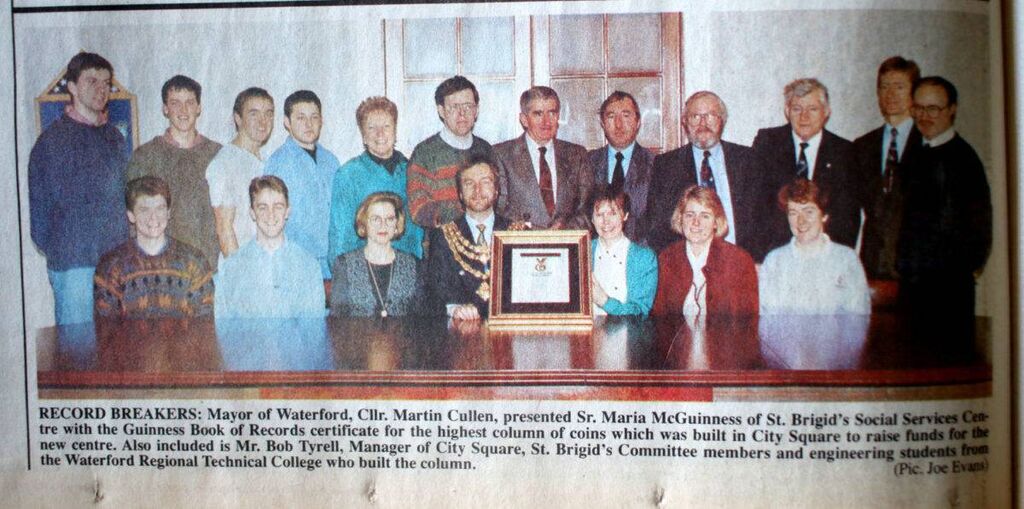 RECORD BREAKERS: Mayor of Waterford, Cllr. Martin Cullen, presented Sr. Maria McGuinness of St. Brigid's Social Services Cen-
tre with the Guinness Book of Records certificate for the highest column of coins which was built in City Square to raise funds for the
new centre. Also included is Mr. Bob Tyrell, Manager of City Square, St. Brigid's Committee members and engineering students from
the Waterford Regional Technical College who built the column.
(Pic. Joe Evans)